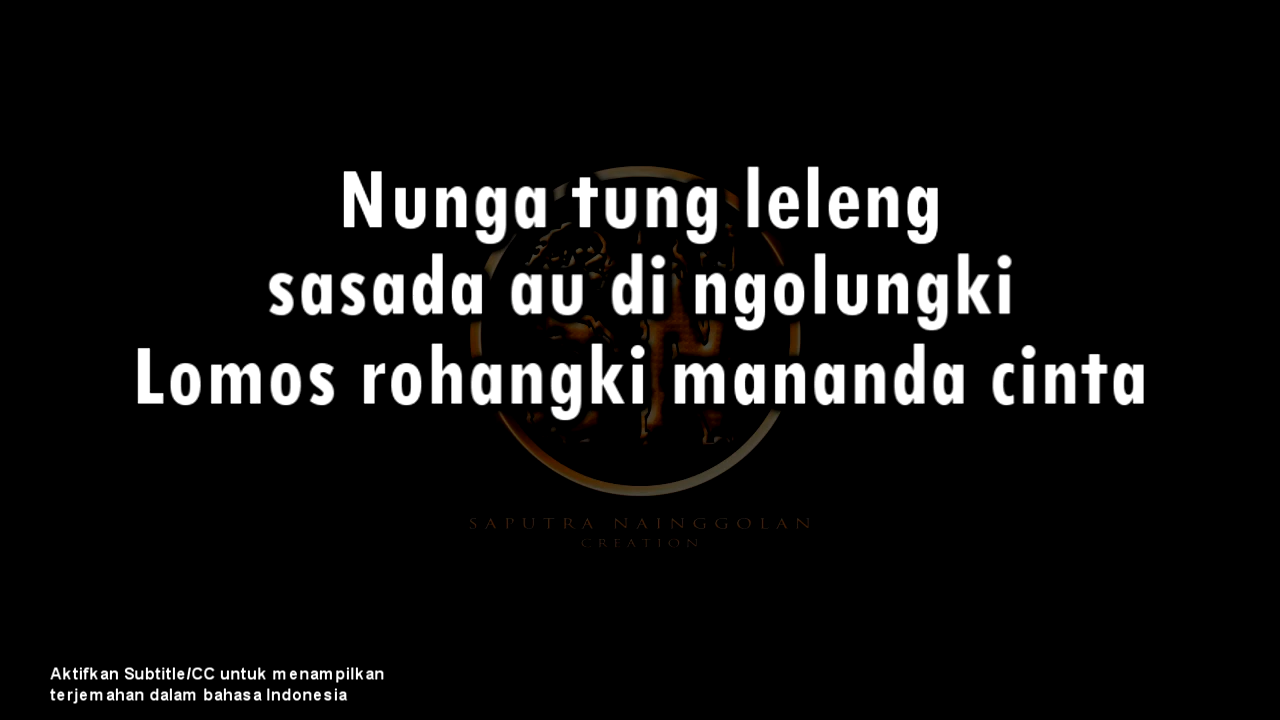 Nunga tung leleng
sasada au di ngolungki
Lomos rohangki mananda cinta
SAPUTRA NAINGGOLAN
CREATION
Aktifkan Subtitle/CC untuk menampilkan
terjemahan dalam bahasa Indonesia